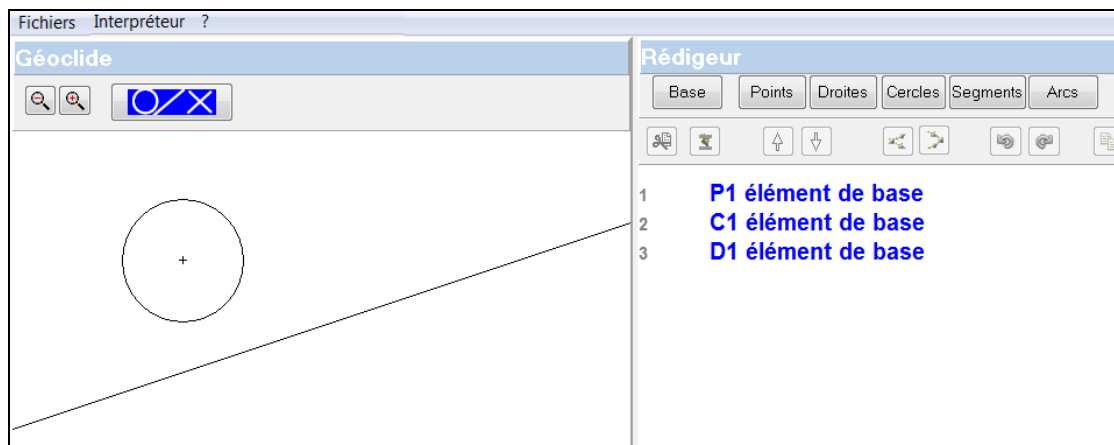 Fichiers Interpréteur ?
Géoclide
Rédigeur
Base Points Droites Cercles Segments Arcs
1 P1 élément de base
2 C1 élément de base
3 D1 élément de base